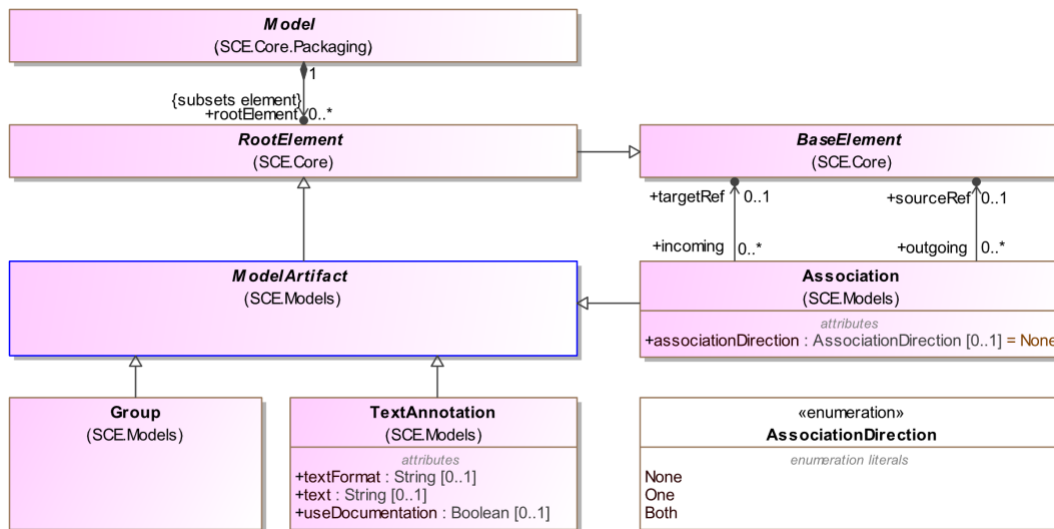 Model
(SCE.Core.Packaging)
1
{subsets element}
+rootElement 0..*
RootElement
(SCE.Core)
BaseElement
(SCE.Core)
+targetRef 0..1
+sourceRef 0..1
+incoming 0..*
+outgoing 0..*
ModelArtifact
(SCE.Models)
Association
(SCE.Models)
attributes
+associationDirection : AssociationDirection [0..1] = None
Group
(SCE.Models)
TextAnnotation
(SCE.Models)
attributes
+textFormat : String [0..1]
+text : String [0..1]
+useDocumentation : Boolean [0..1]
«enumeration»
AssociationDirection
enumeration literals
None
One
Both